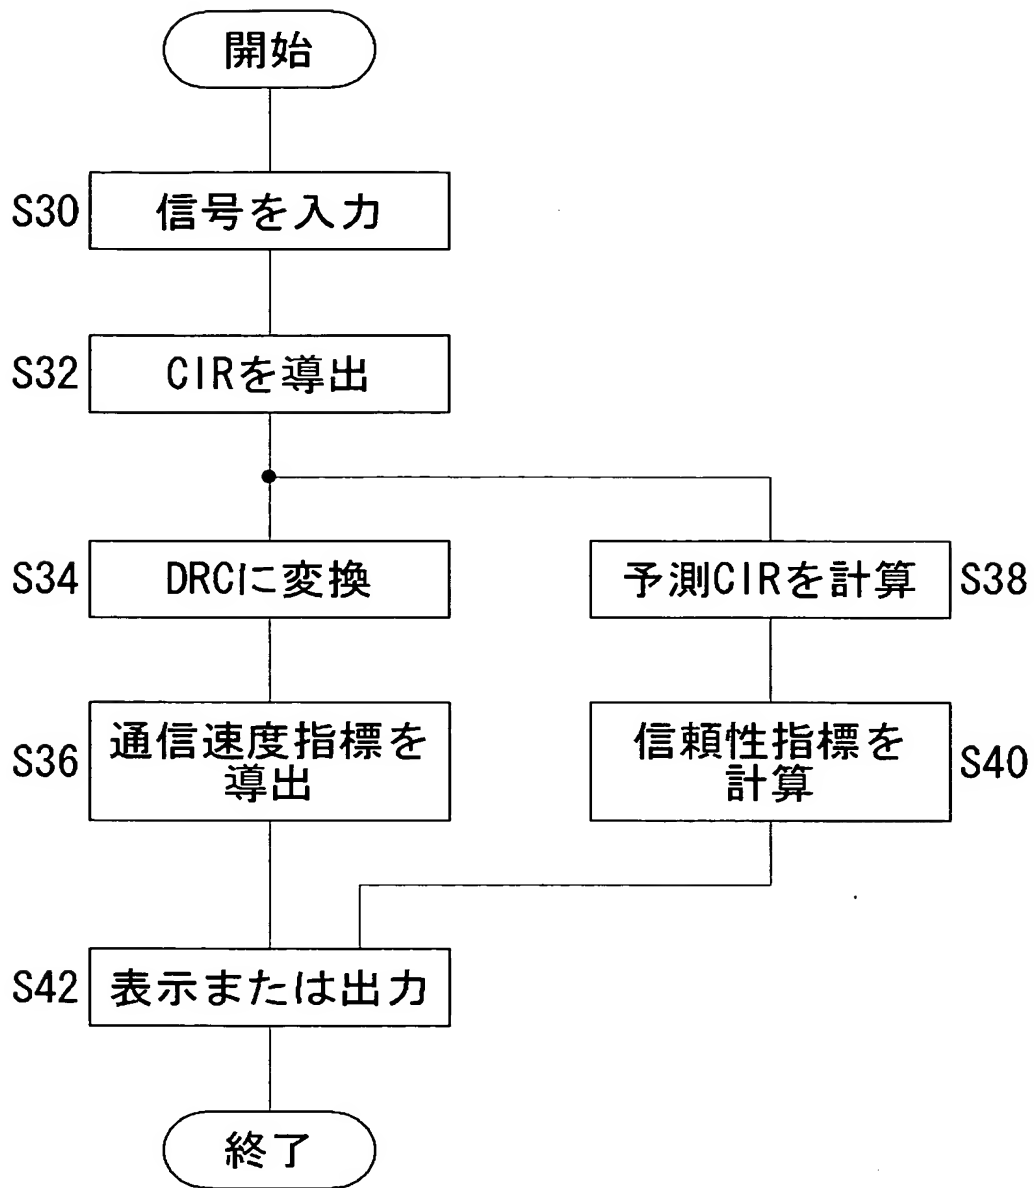 開始
S30
信号を入力
S32
CIRを導出
S34
DRCに変換
予測CIRを計算
S38
S36
通信速度指標を
導出
信頼性指標を
計算
S40
S42
表示または出力
終了